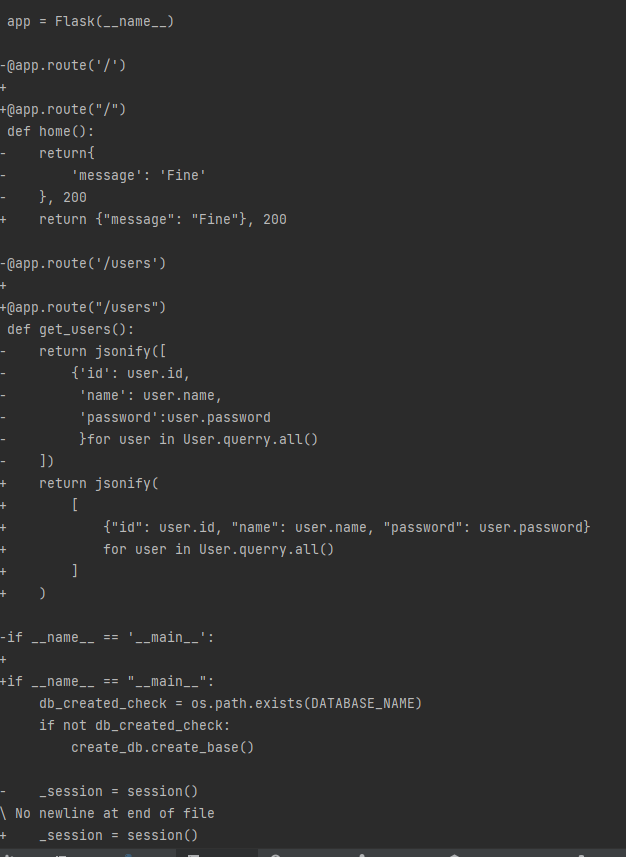 app = Flask(__name__)

-@app.route('/')
+
+@app.route("/")
 def home():
-    return{
-        'message': 'Fine'
-    }, 200
+    return {"message": "Fine"}, 200

-@app.route('/users')
+
+@app.route("/users")
 def get_users():
-    return jsonify([
-        {'id': user.id,
-         'name': user.name,
-         'password':user.password
-         }for user in User.querry.all()
-    ])
+    return jsonify(
+        [
+            {"id": user.id, "name": user.name, "password": user.password}
+            for user in User.querry.all()
+        ]
+    )

-if __name__ == '__main__':
+
+if __name__ == "__main__":
     db_created_check = os.path.exists(DATABASE_NAME)
     if not db_created_check:
         create_db.create_base()

-    _session = session()
\ No newline at end of file
+    _session = session()